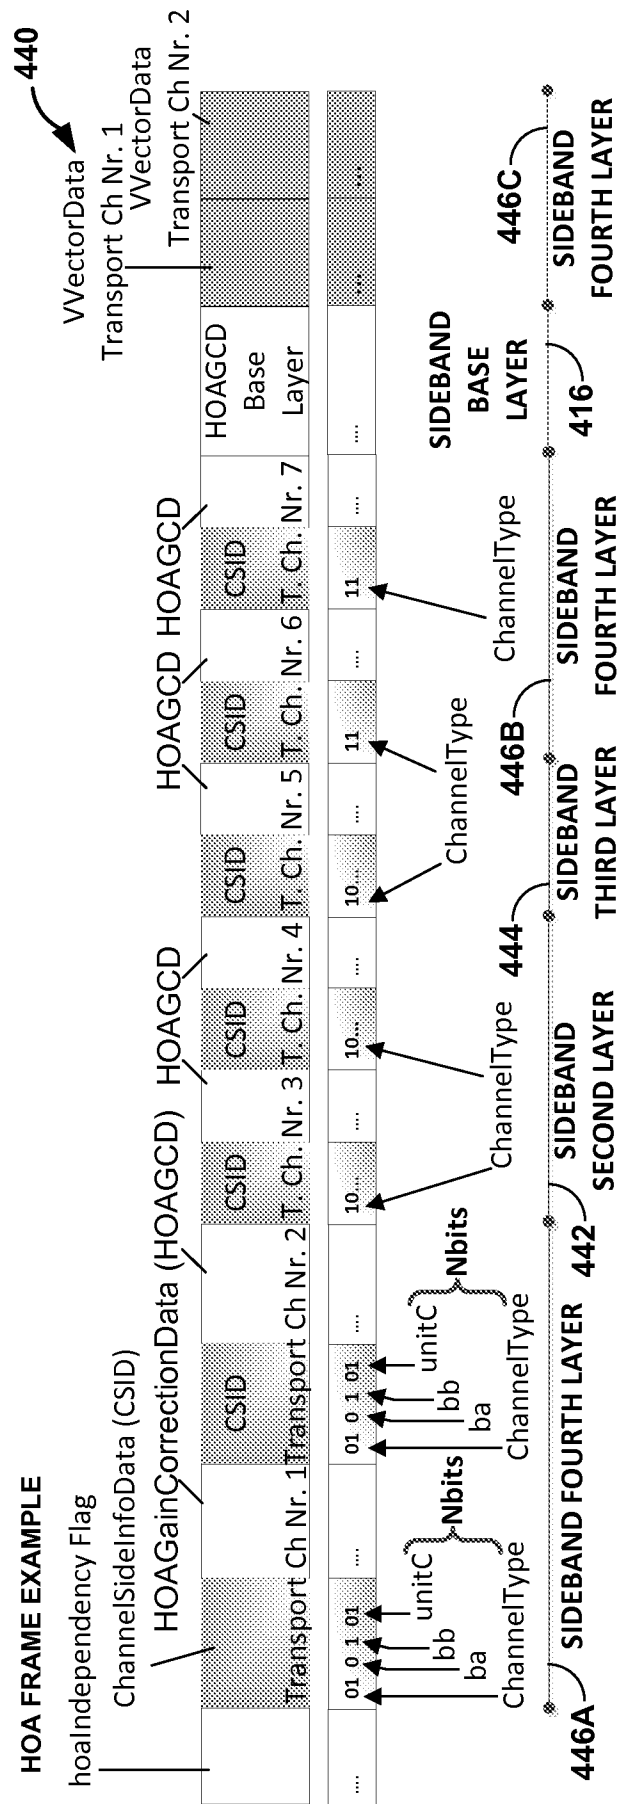 HOA FRAME EXAMPLE
440
hoaIndependency Flag
ChannelSideInfoData (CSID)
HOAGainCorrectionData (HOAGCD)
HOAGCD
HOAGCD
HOAGCD
VVectorData
Transport Ch Nr. 1
VVectorData
Transport Ch Nr. 2
Transport Ch Nr. 1
CSID
Transport Ch Nr. 2
CSID
T. Ch. Nr. 3
CSID
T. Ch. Nr. 4
CSID
T. Ch. Nr. 5
CSID
T. Ch. Nr. 6
CSID
T. Ch. Nr. 7
HOAGCD
Base
Layer
....
01 0 1 01
....
01 0 1 01
....
10...
....
10...
....
10...
....
11
....
11
....
....
...
...
unitC
bb
ba
ChannelType
Nbits
unitC
bb
ba
ChannelType
Nbits
ChannelType
ChannelType
ChannelType
446A
SIDEBAND FOURTH LAYER
442
SIDEBAND
SECOND LAYER
444
SIDEBAND
THIRD LAYER
446B
SIDEBAND
FOURTH LAYER
SIDEBAND
BASE
LAYER
416
446C
SIDEBAND
FOURTH LAYER